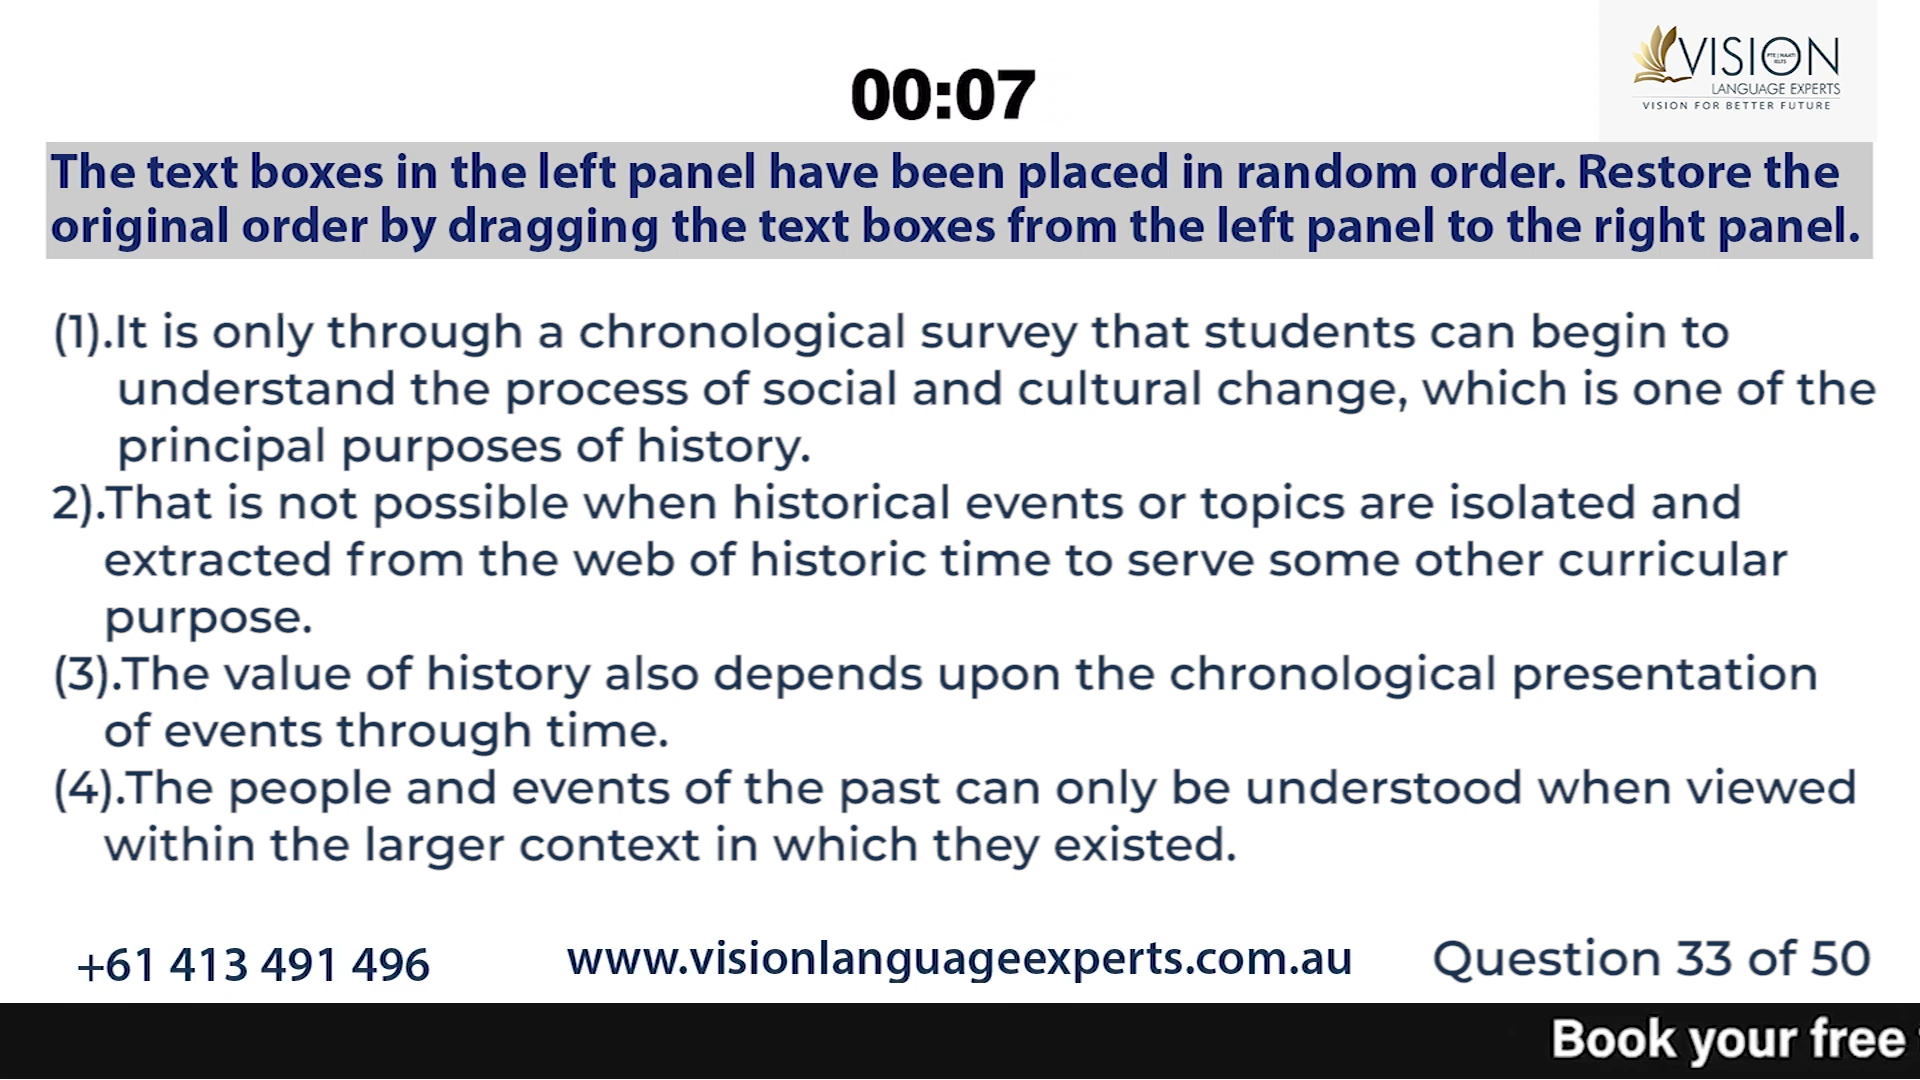 00:07
VISION
PTE | NAATI
IELTS
LANGUAGE EXPERTS
VISION FOR BETTER FUTURE
The text boxes in the left panel have been placed in random order. Restore the
original order by dragging the text boxes from the left panel to the right panel.
(1).It is only through a chronological survey that students can begin to
understand the process of social and cultural change, which is one of the
principal purposes of history.
2).That is not possible when historical events or topics are isolated and
extracted from the web of historic time to serve some other curricular
purpose.
(3).The value of history also depends upon the chronological presentation
of events through time.
(4).The people and events of the past can only be understood when viewed
within the larger context in which they existed.
+61 413 491 496
www.visionlanguageexperts.com.au
Question 33 of 50
Book your free